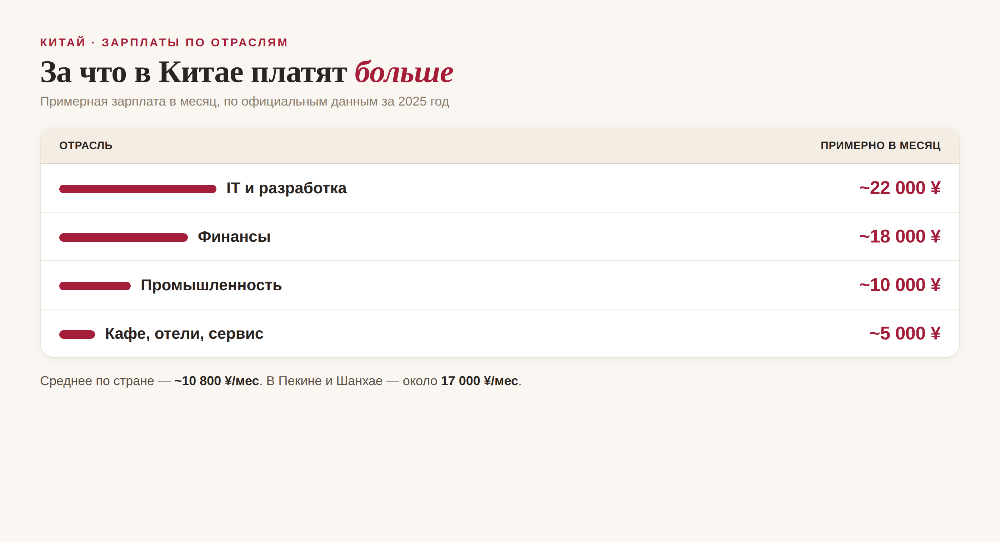 КИТАЙ · ЗАРПЛАТЫ ПО ОТРАСЛЯМ
За что в Китае платят больше
Примерная зарплата в месяц, по официальным данным за 2025 год
ОТРАСЛЬ ПРИМЕРНО В МЕСЯЦ
IT и разработка ~22 000 ¥
Финансы ~18 000 ¥
Промышленность ~10 000 ¥
Кафе, отели, сервис ~5 000 ¥
Среднее по стране — ~10 800 ¥/мес. В Пекине и Шанхае — около 17 000 ¥/мес.